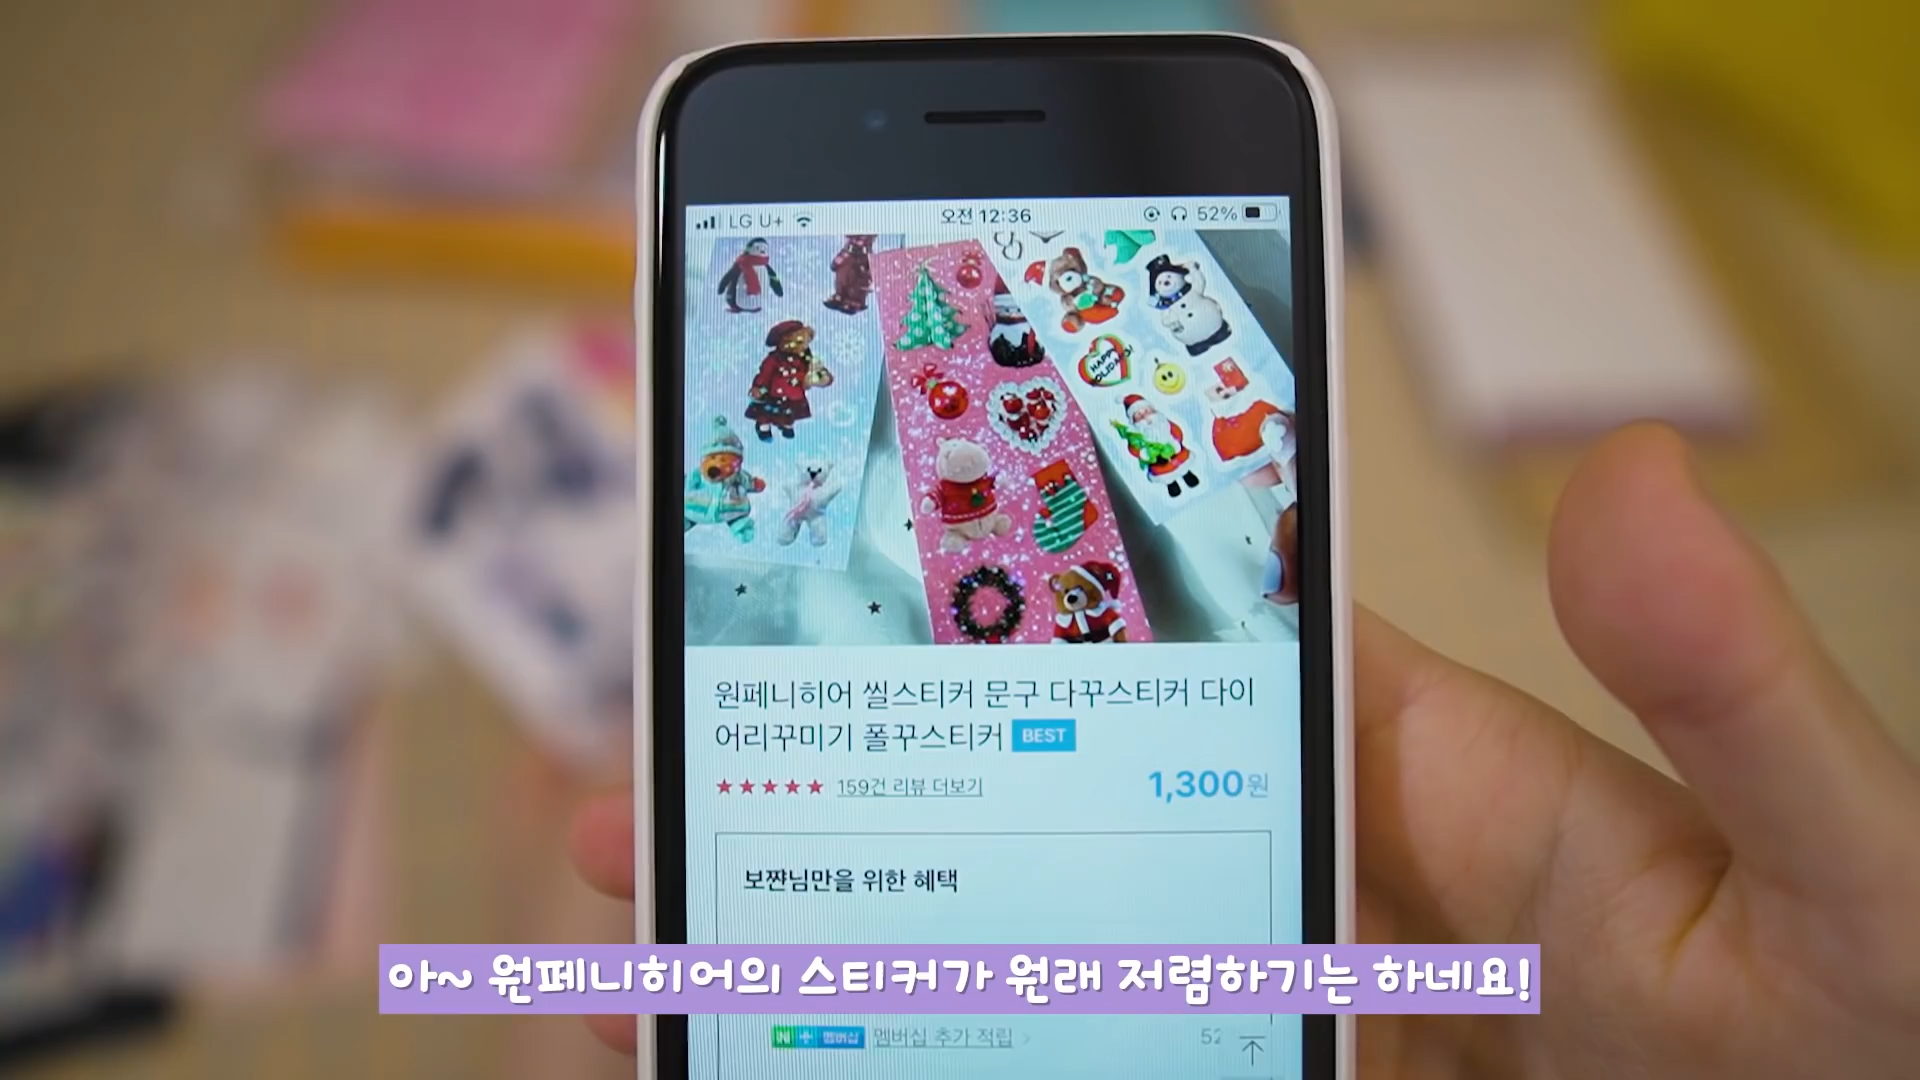 LG U+ 오전 12:36 52%
HAPPY
HOLIDAYS!
원페니히어 씰스티커 문구 다꾸스티커 다이
어리꾸미기 폴꾸스티커 BEST
159건 리뷰 더보기 1,300원
보쨘님만을 위한 혜택
아~ 원페니히어의 스티커가 원래 저렴하기는 하네요!
N + 멤버십 멤버십 추가 적립 52